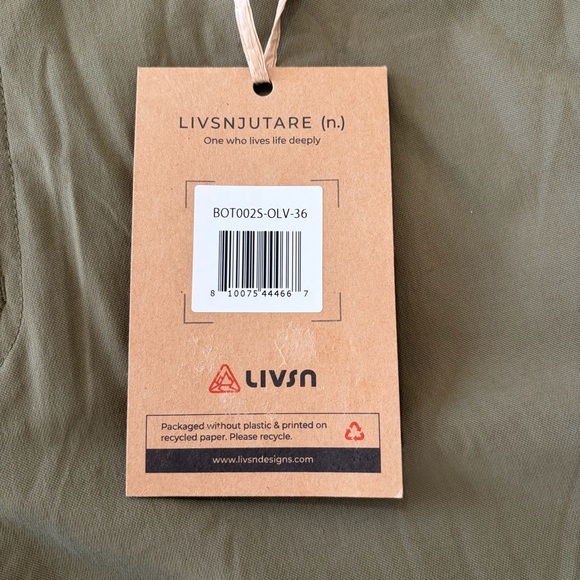 LIVSNJUTARE (n.)
One who lives life deeply
BOT002S-OLV-36
8 10075 44466 7
LIVSN
Packaged without plastic & printed on
recycled paper. Please recycle.
www.livsndesigns.com